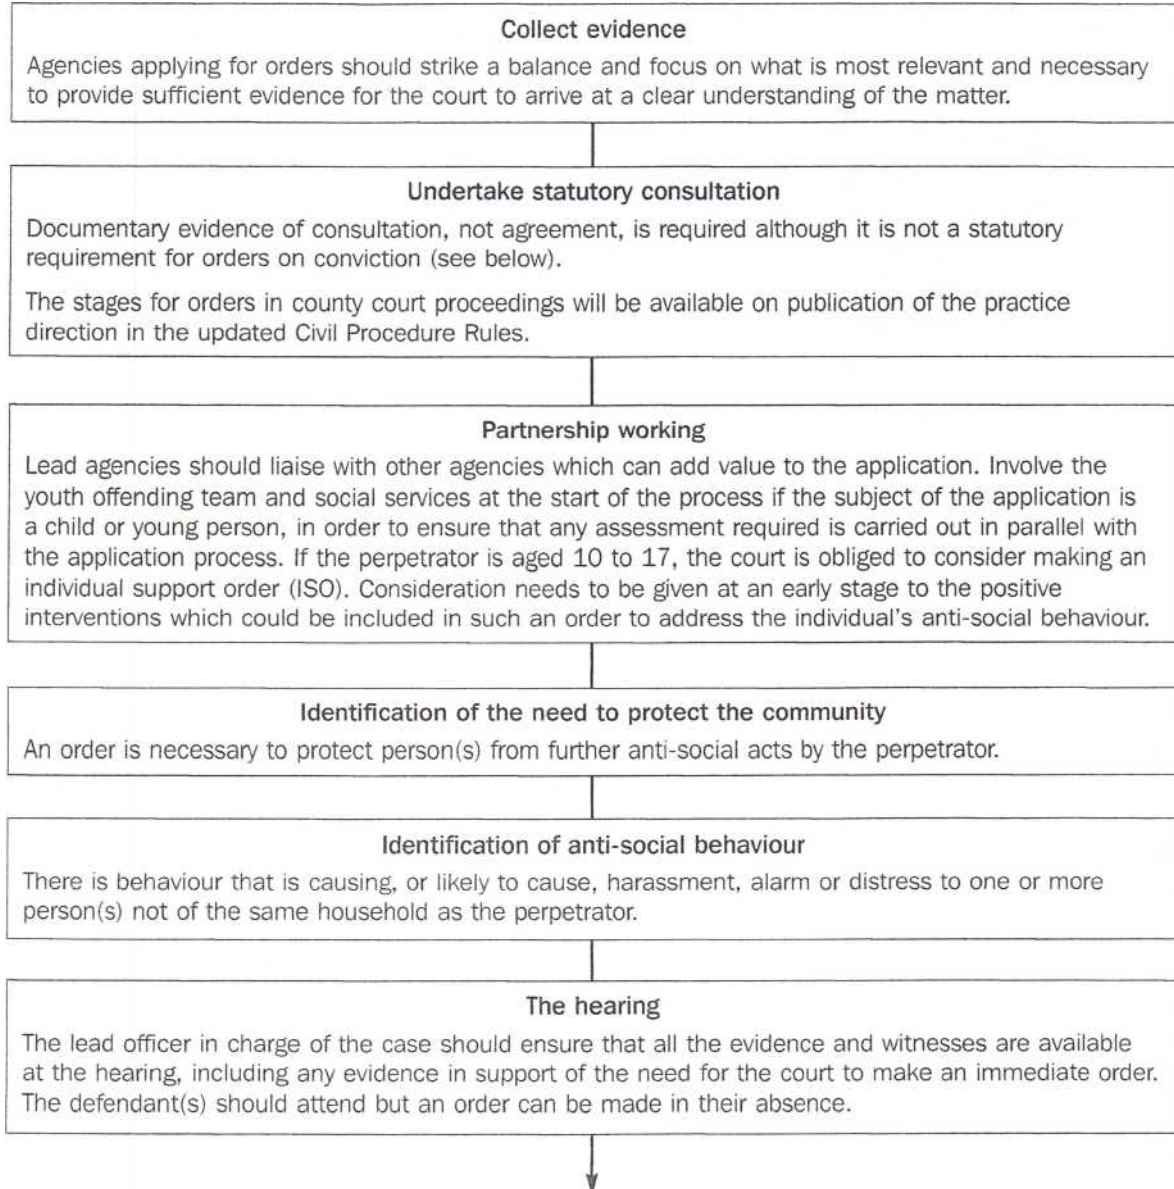 Collect evidence
Agencies applying for orders should strike a balance and focus on what is most relevant and necessary
to provide sufficient evidence for the court to arrive at a clear understanding of the matter.
Undertake statutory consultation
Documentary evidence of consultation, not agreement, is required although it is not a statutory
requirement for orders on conviction (see below).
The stages for orders in county court proceedings will be available on publication of the practice
direction in the updated Civil Procedure Rules.
Partnership working
Lead agencies should liaise with other agencies which can add value to the application. Involve the
youth offending team and social services at the start of the process if the subject of the application is
a child or young person, in order to ensure that any assessment required is carried out in parallel with
the application process. If the perpetrator is aged 10 to 17, the court is obliged to consider making an
individual support order (ISO). Consideration needs to be given at an early stage to the positive
interventions which could be included in such an order to address the individual's anti-social behaviour.
Identification of the need to protect the community
An order is necessary to protect person(s) from further anti-social acts by the perpetrator.
Identification of anti-social behaviour
There is behaviour that is causing, or likely to cause, harassment, alarm or distress to one or more
person(s) not of the same household as the perpetrator.
The hearing
The lead officer in charge of the case should ensure that all the evidence and witnesses are available
at the hearing, including any evidence in support of the need for the court to make an immediate order.
The defendant(s) should attend but an order can be made in their absence.